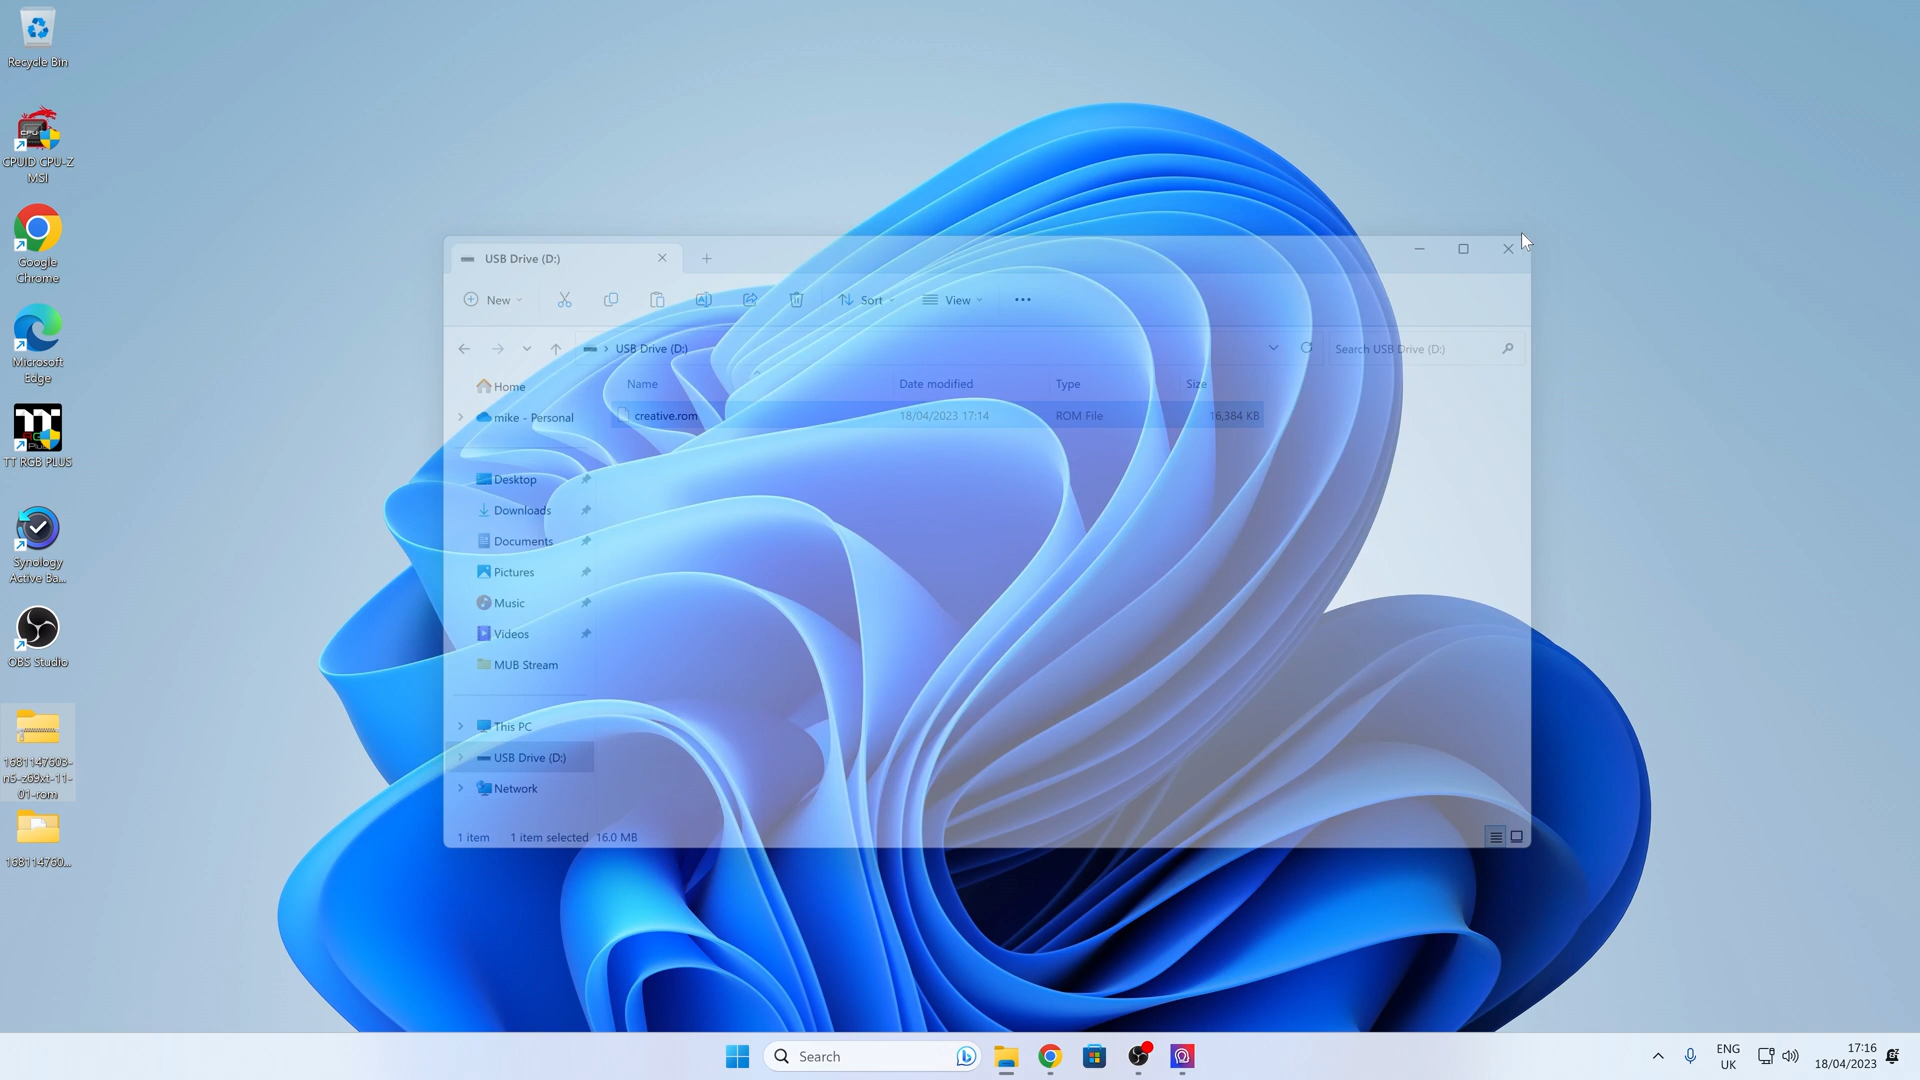 Recycle Bin
CPUID CPU-Z
MSI
Google
Chrome
Microsoft
Edge
TT RGB PLUS
Synology
Active Ba...
OBS Studio
1681147603-
n5-z69xt-11-
01-rom
168114760...
USB Drive (D:)
New
Sort
View
USB Drive (D:)
Search USB Drive (D:)
Name Date modified Type Size
creative.rom 18/04/2023 17:14 ROM File 16,384 KB
Home
mike - Personal
Desktop
Downloads
Documents
Pictures
Music
Videos
MUB Stream
This PC
USB Drive (D:)
Network
1 item 1 item selected 16.0 MB
Search
ENG
UK
17:16
18/04/2023